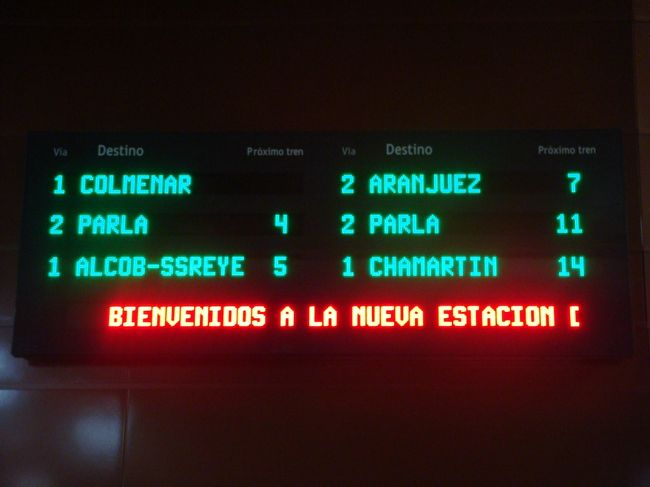 Vía Destino Próximo tren
1 COLMENAR
2 PARLA 4
1 ALCOB-SSREYE 5
Vía Destino Próximo tren
2 ARANJUEZ 7
2 PARLA 11
1 CHAMARTIN 14
BIENVENIDOS A LA NUEVA ESTACION